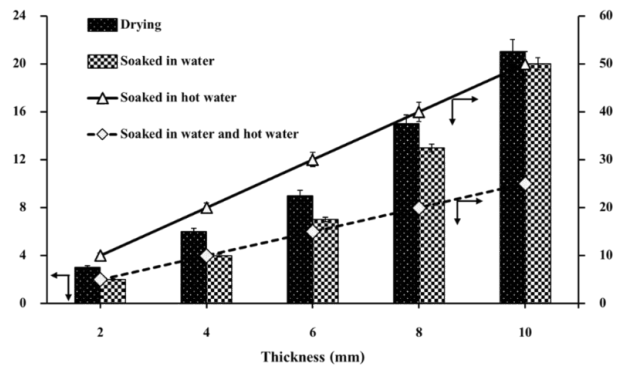 24
20
16
12
8
4
0
Drying
Soaked in water
Soaked in hot water
Soaked in water and hot water
60
50
40
30
20
10
0
2 4 6 8 10
Thickness (mm)